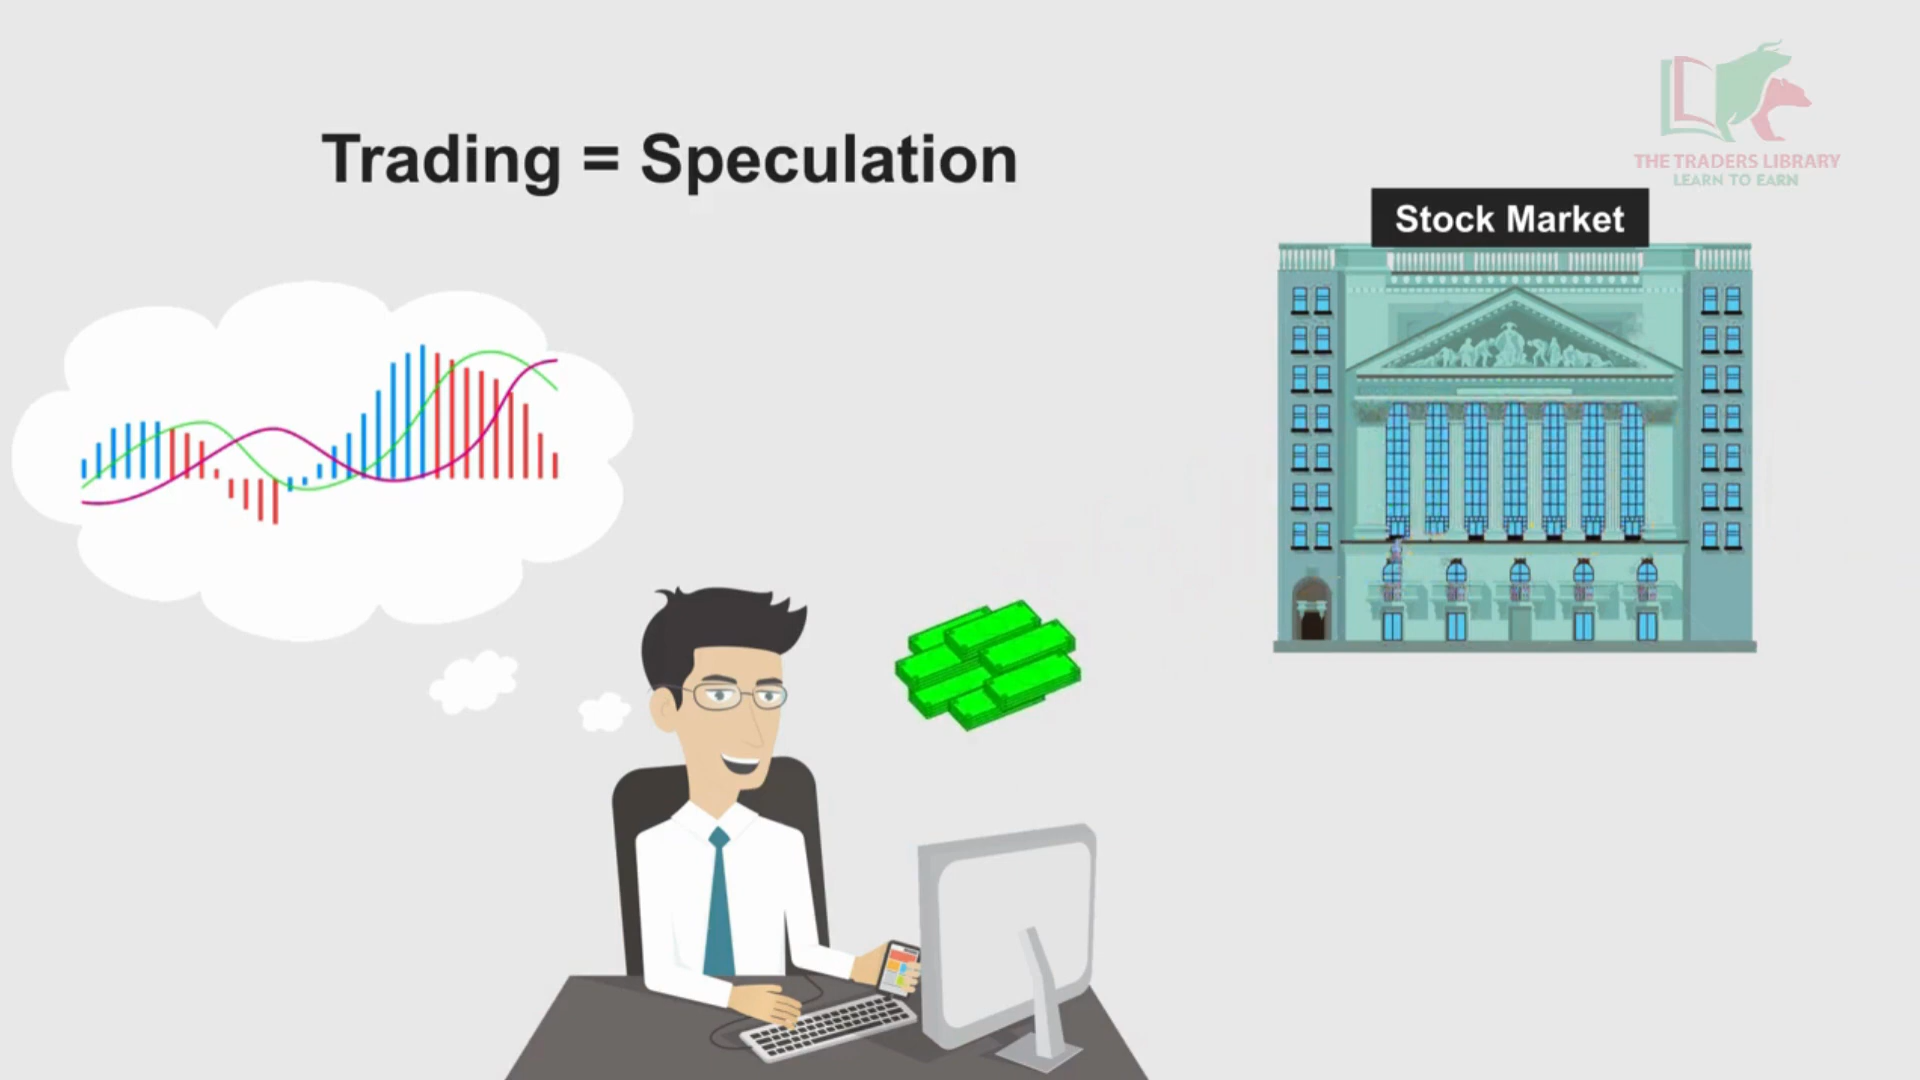 Trading = Speculation
THE TRADERS LIBRARY
LEARN TO EARN
Stock Market